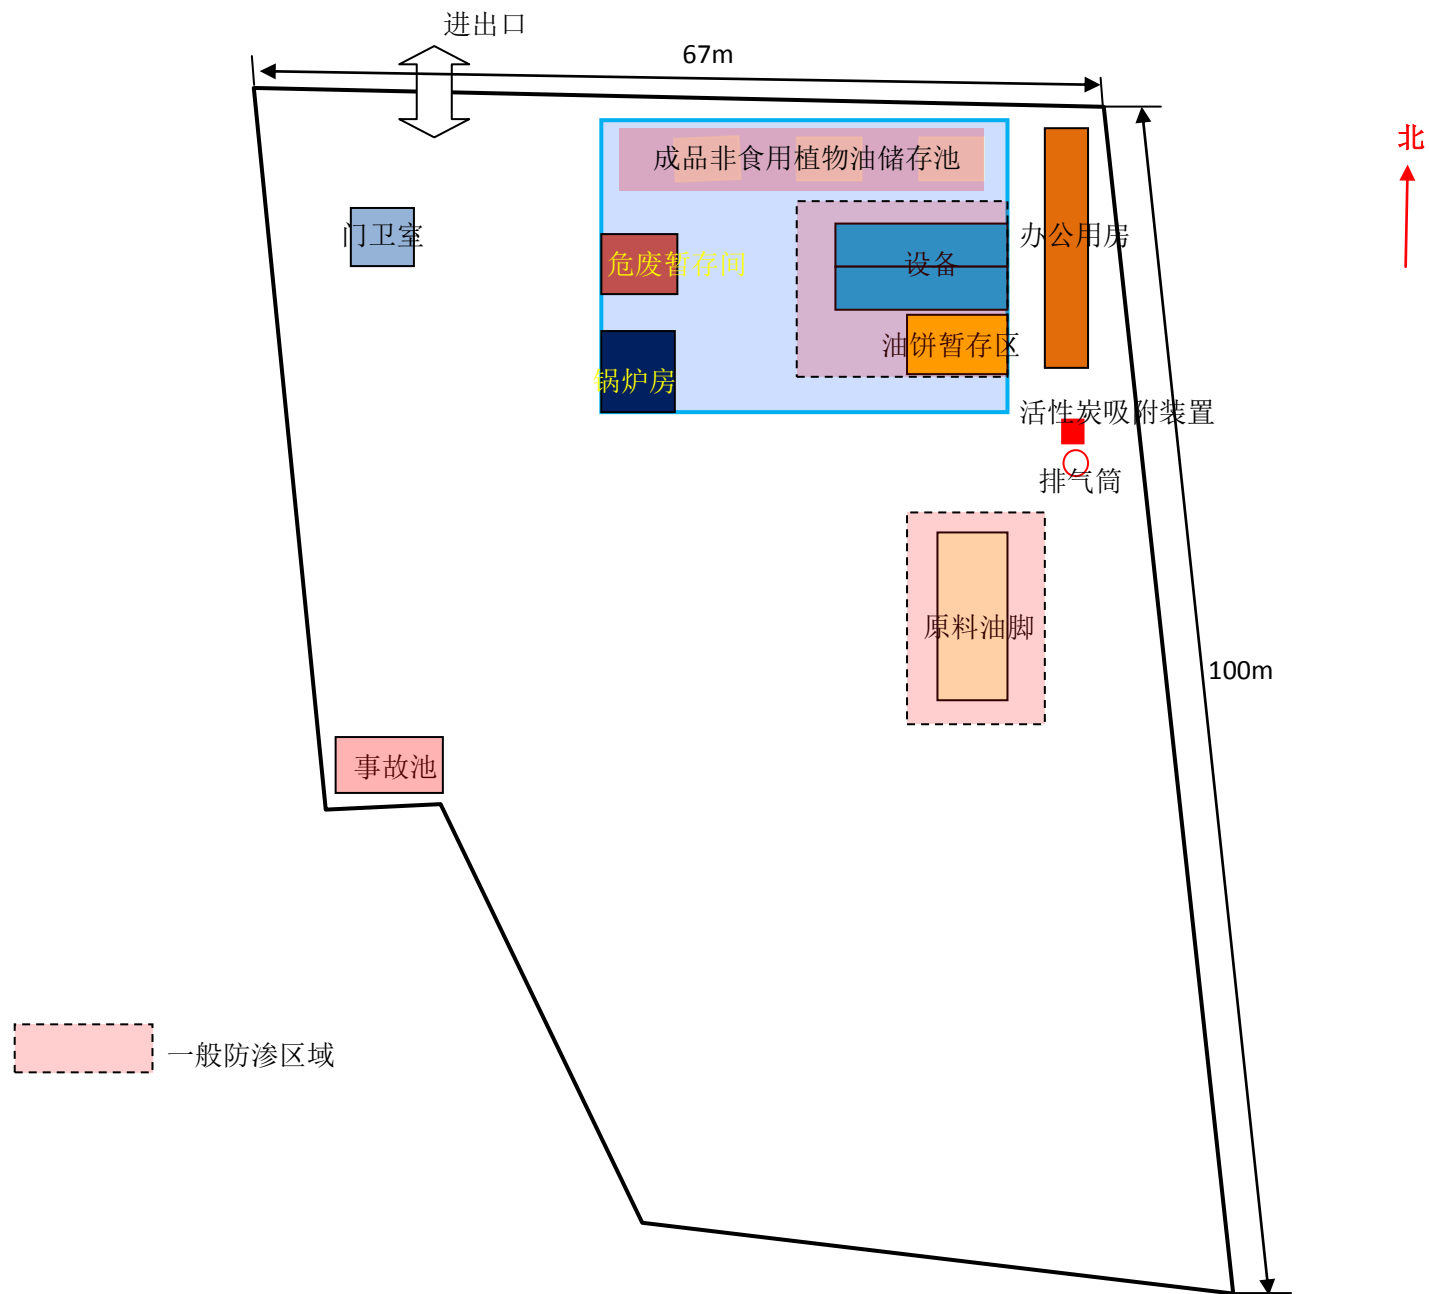 进出口
67m
北
成品非食用植物油储存池
门卫室
办公用房
危废暂存间
设备
油饼暂存区
锅炉房
活性炭吸附装置
排气筒
原料油脚
100m
事故池
一般防渗区域